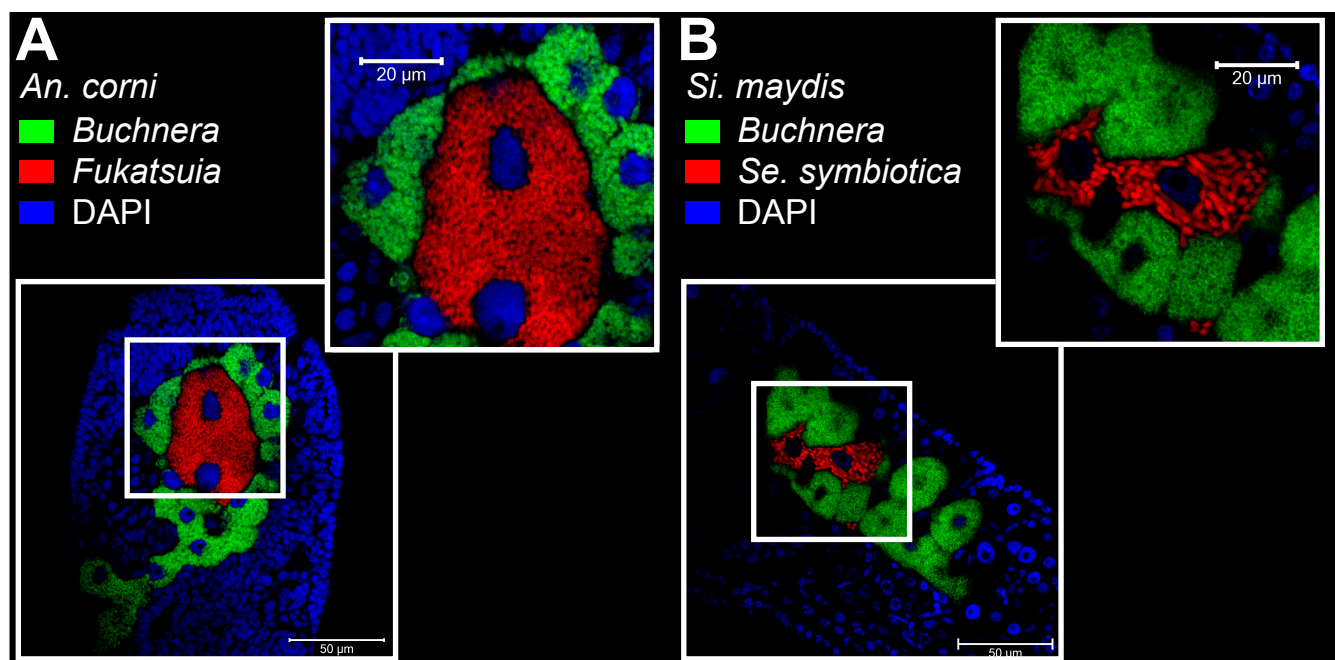 A
An. corni
Buchnera
Fukatsuia
DAPI
20 µm
50 µm
B
Si. maydis
Buchnera
Se. symbiotica
DAPI
20 µm
50 µm